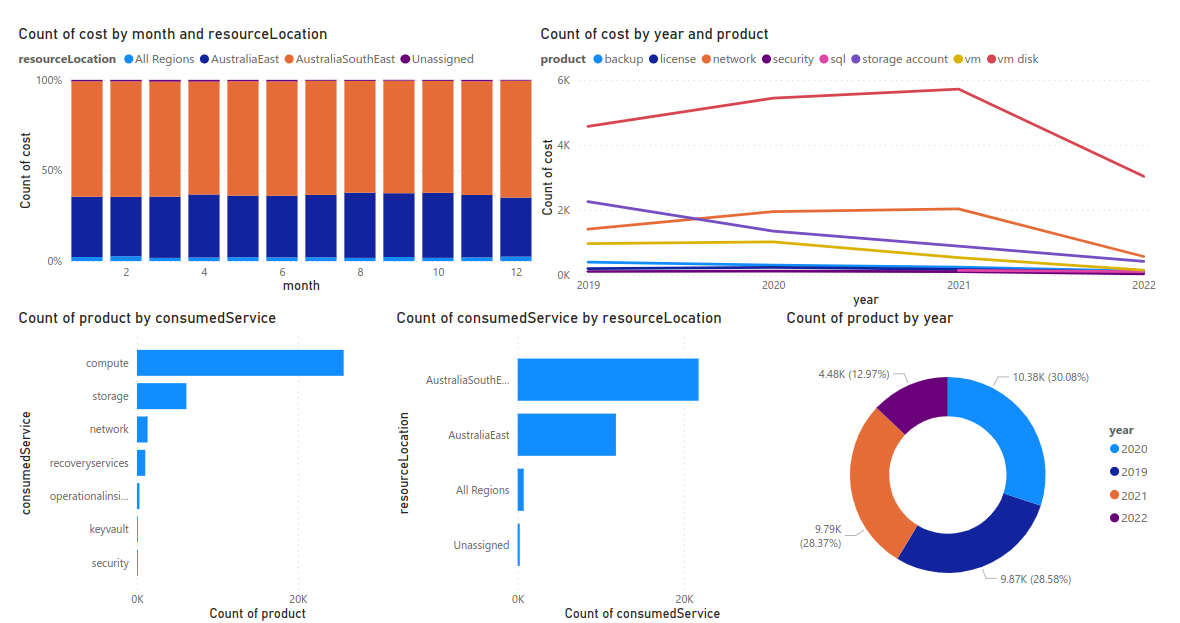 Count of cost by month and resourceLocation
resourceLocation All Regions AustraliaEast AustraliaSouthEast Unassigned
100%
50%
0%
Count of cost
2 4 6 8 10 12
month
Count of cost by year and product
product backup license network security sql storage account vm vm disk
6K
4K
2K
0K
Count of cost
2019 2020 2021 2022
year
Count of product by consumedService
consumedService
compute
storage
network
recoveryservices
operationalinsi...
keyvault
security
0K 20K
Count of product
Count of consumedService by resourceLocation
resourceLocation
AustraliaSouthE...
AustraliaEast
All Regions
Unassigned
0K 20K
Count of consumedService
Count of product by year
4.48K (12.97%)
10.38K (30.08%)
9.79K
(28.37%)
9.87K (28.58%)
year
2020
2019
2021
2022